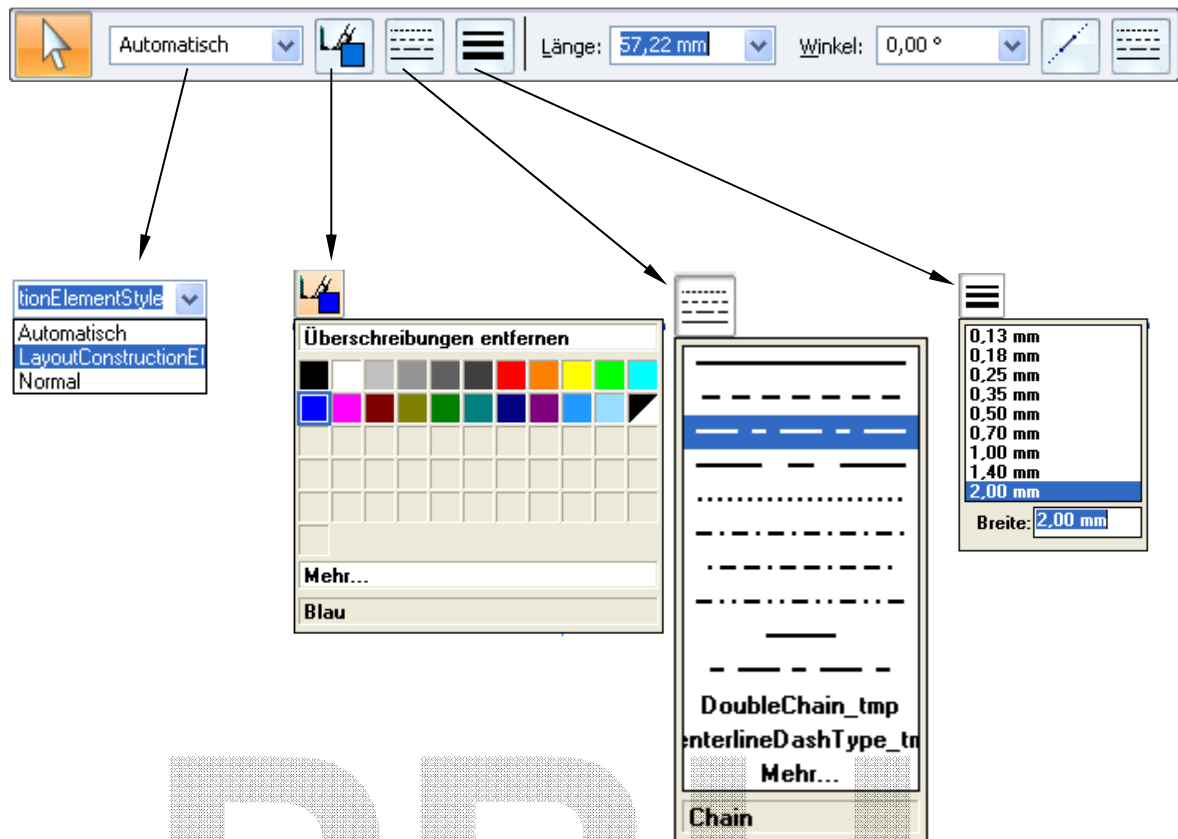 Automatisch
Länge: 57,22 mm
Winkel: 0,00 °
tionElementStyle
Automatisch
LayoutConstructionEl
Normal
Überschreibungen entfernen
Mehr...
Blau
DoubleChain_tmp
enterlineDashType_tm
Mehr...
Chain
0,13 mm
0,18 mm
0,25 mm
0,35 mm
0,50 mm
0,70 mm
1,00 mm
1,40 mm
2,00 mm
Breite: 2,00 mm